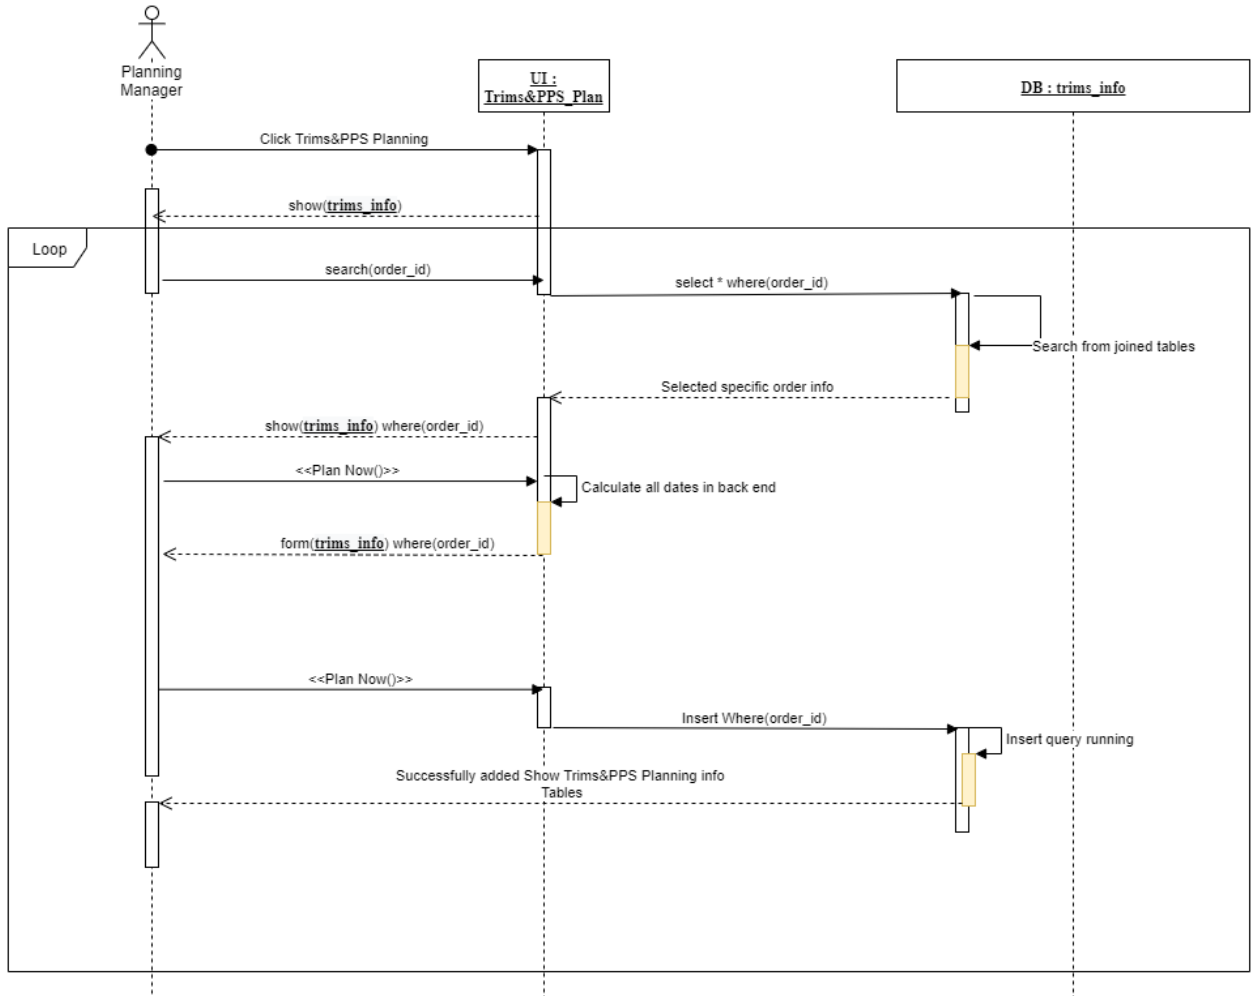 Planning
Manager
UI :
Trims&PPS_Plan
DB : trims_info
Click Trims&PPS Planning
show(trims_info)
Loop
search(order_id)
select * where(order_id)
Search from joined tables
Selected specific order info
show(trims_info) where(order_id)
<<Plan Now()>>
Calculate all dates in back end
form(trims_info) where(order_id)
<<Plan Now()>>
Insert Where(order_id)
Insert query running
Successfully added Show Trims&PPS Planning info
Tables